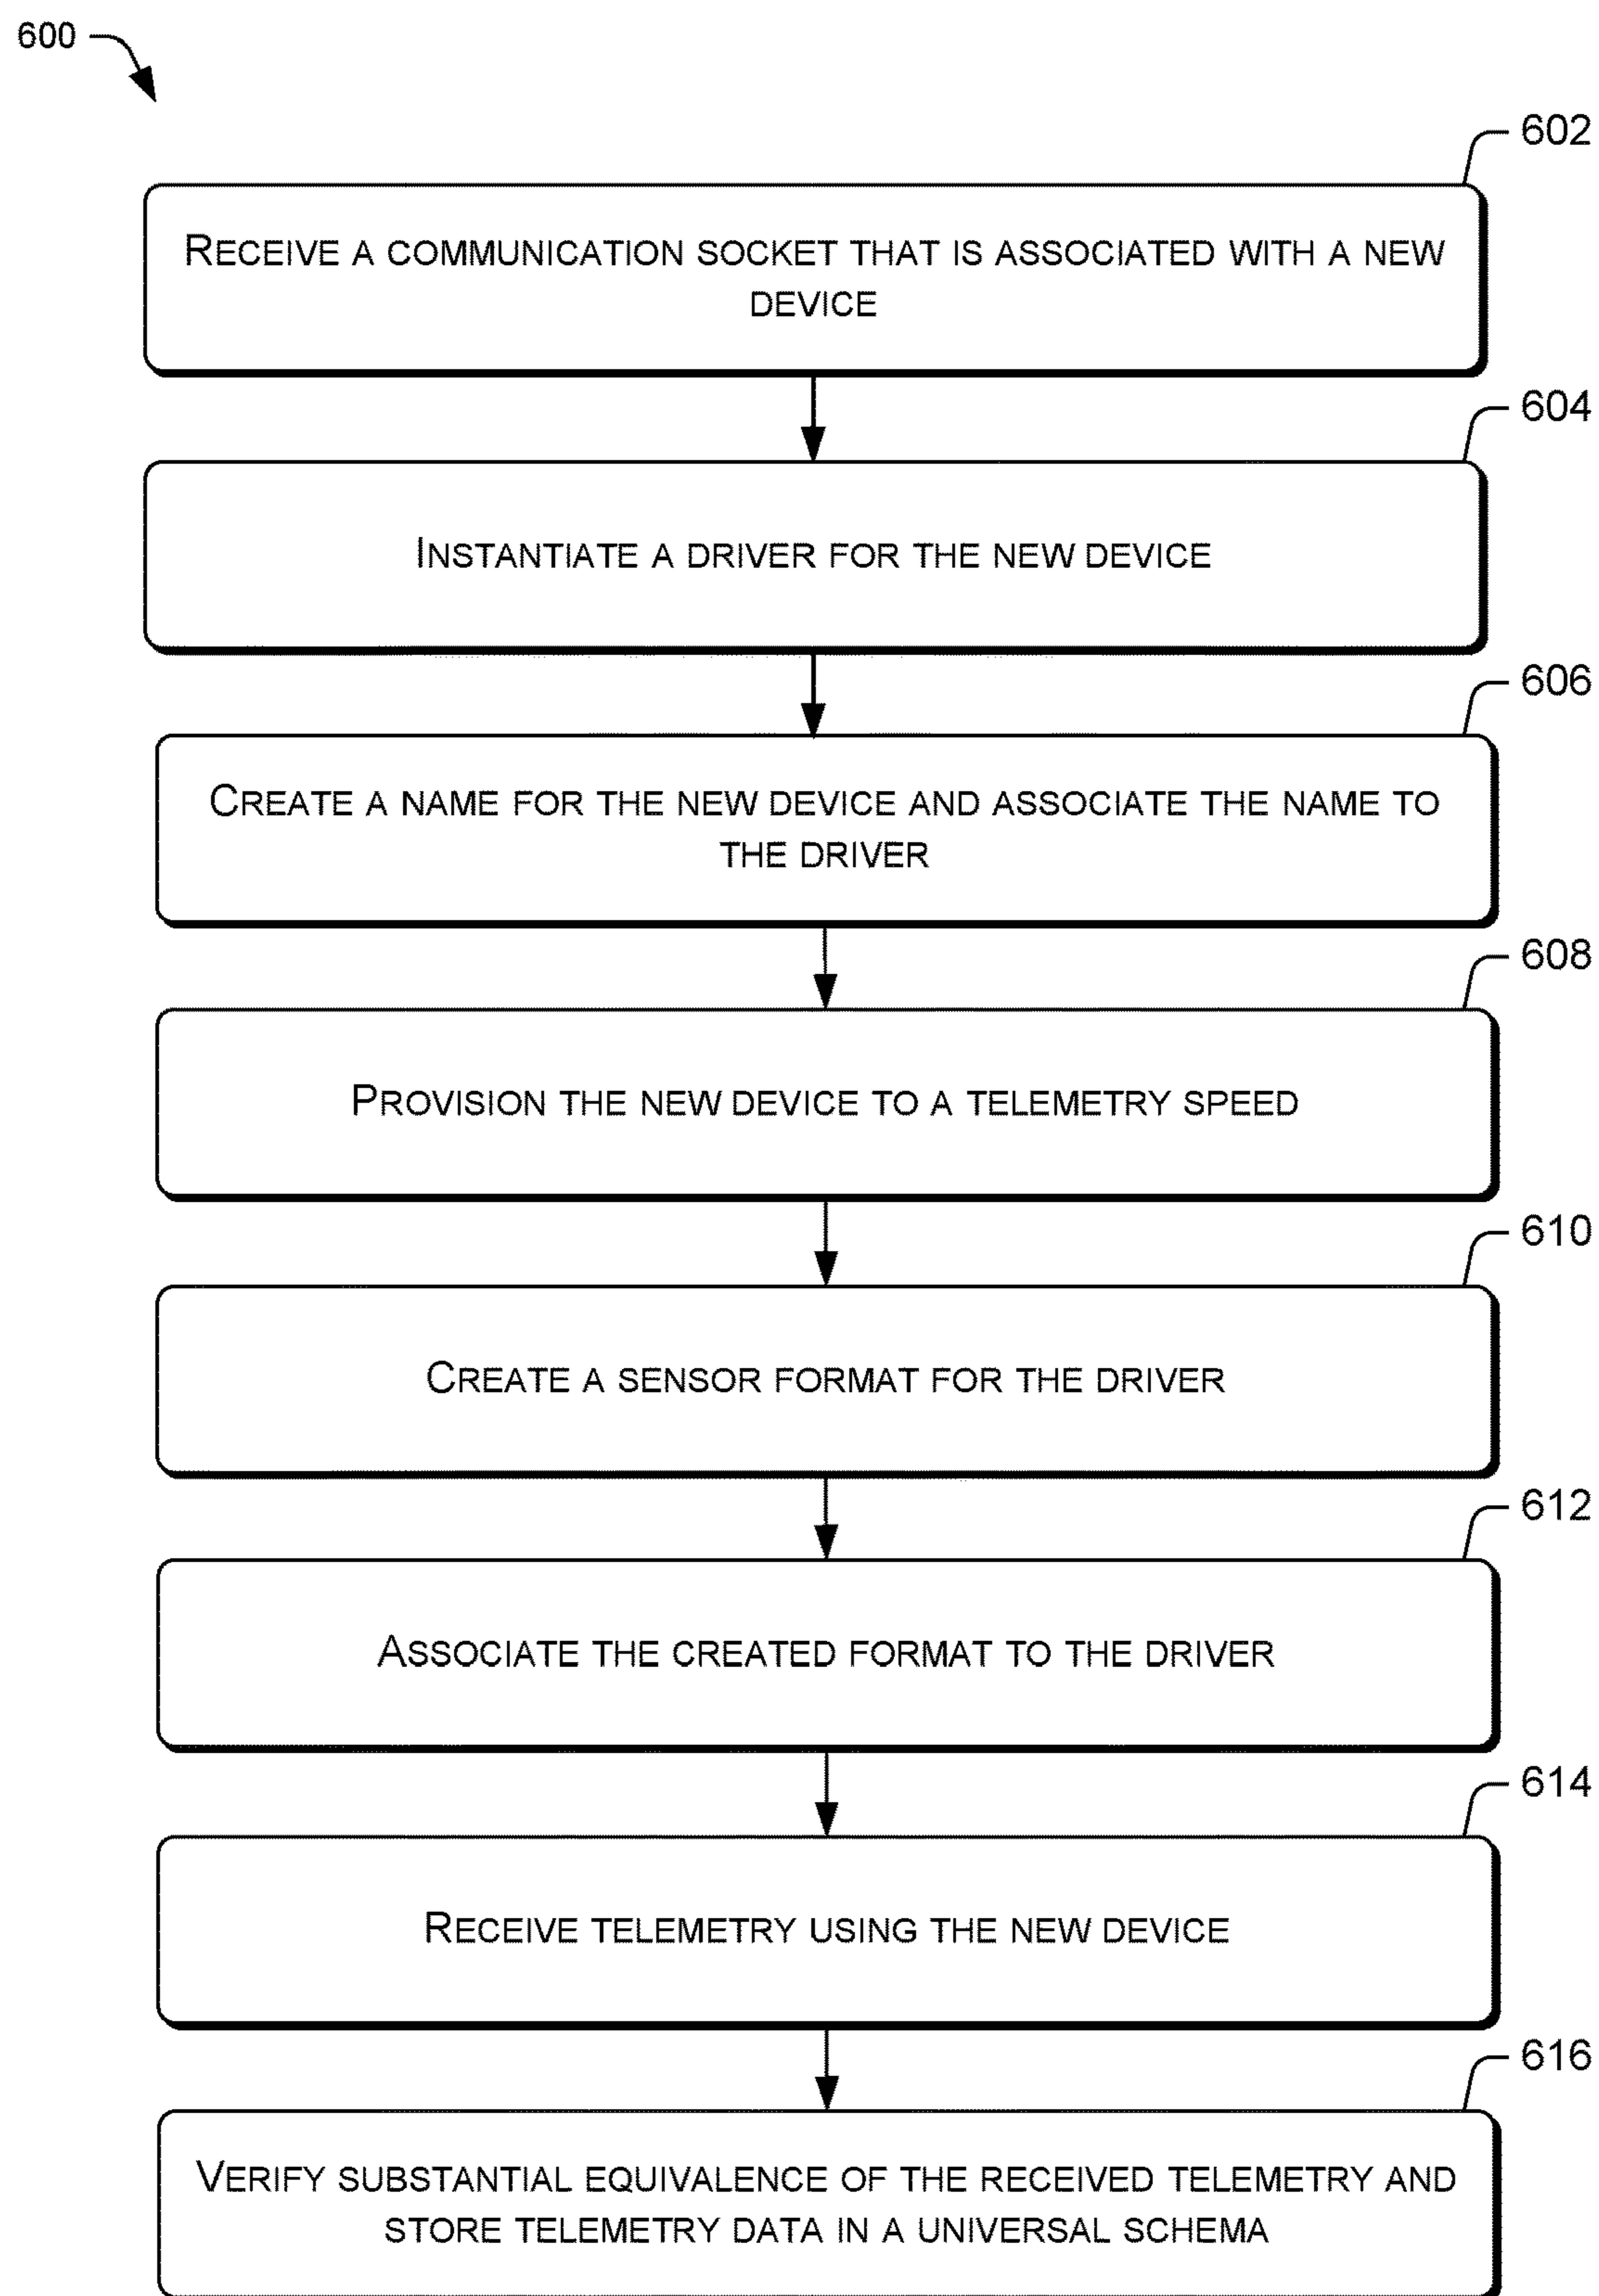 600
602
RECEIVE A COMMUNICATION SOCKET THAT IS ASSOCIATED WITH A NEW
DEVICE
604
INSTANTIATE A DRIVER FOR THE NEW DEVICE
606
CREATE A NAME FOR THE NEW DEVICE AND ASSOCIATE THE NAME TO
THE DRIVER
608
PROVISION THE NEW DEVICE TO A TELEMETRY SPEED
610
CREATE A SENSOR FORMAT FOR THE DRIVER
612
ASSOCIATE THE CREATED FORMAT TO THE DRIVER
614
RECEIVE TELEMETRY USING THE NEW DEVICE
616
VERIFY SUBSTANTIAL EQUIVALENCE OF THE RECEIVED TELEMETRY AND
STORE TELEMETRY DATA IN A UNIVERSAL SCHEMA